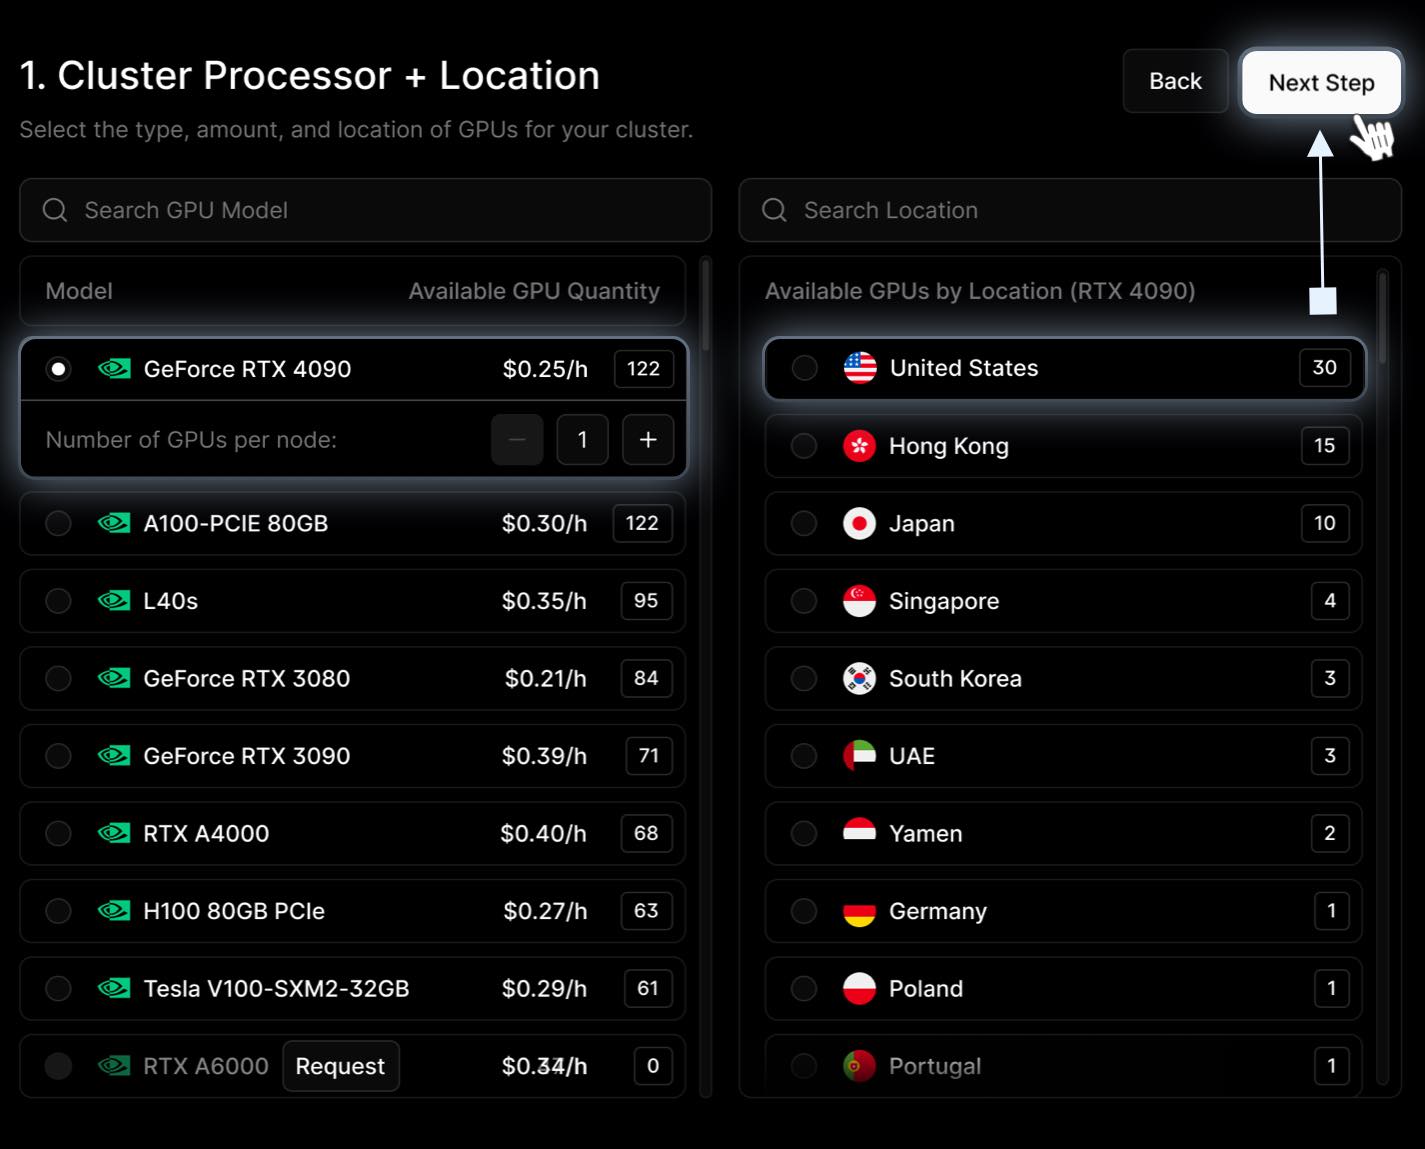 1. Cluster Processor + Location
Select the type, amount, and location of GPUs for your cluster.
Back
Next Step
Search GPU Model
Model Available GPU Quantity
GeForce RTX 4090 $0.25/h 122
Number of GPUs per node: − 1 +
A100-PCIE 80GB $0.30/h 122
L40s $0.35/h 95
GeForce RTX 3080 $0.21/h 84
GeForce RTX 3090 $0.39/h 71
RTX A4000 $0.40/h 68
H100 80GB PCIe $0.27/h 63
Tesla V100-SXM2-32GB $0.29/h 61
RTX A6000 Request 0
Search Location
Available GPUs by Location (RTX 4090)
United States 30
Hong Kong 15
Japan 10
Singapore 4
South Korea 3
UAE 3
Yamen 2
Germany 1
Poland 1
Portugal 1